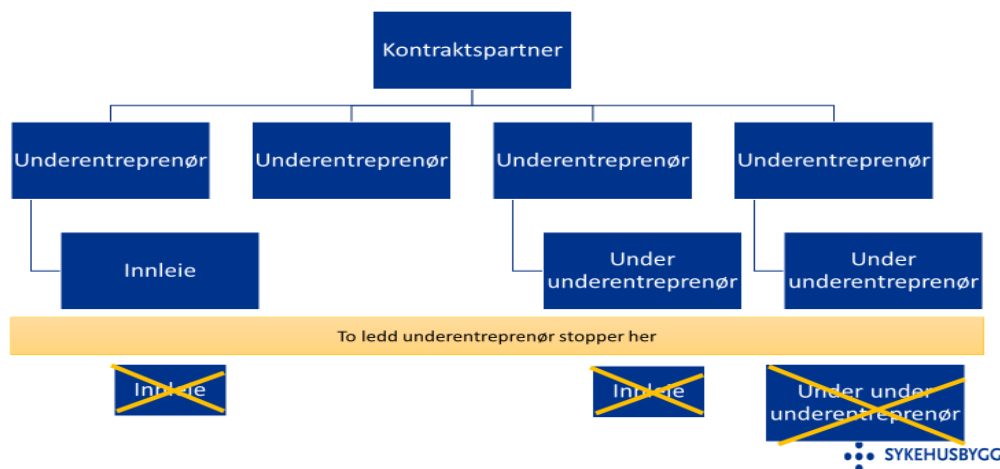 Kontraktspartner
Underentreprenør
Underentreprenør
Underentreprenør
Underentreprenør
Innleie
Under
underentreprenør
Under
underentreprenør
To ledd underentreprenør stopper her
Innleie
Innleie
Under under
underentreprenør
SYKEHUSBYGG